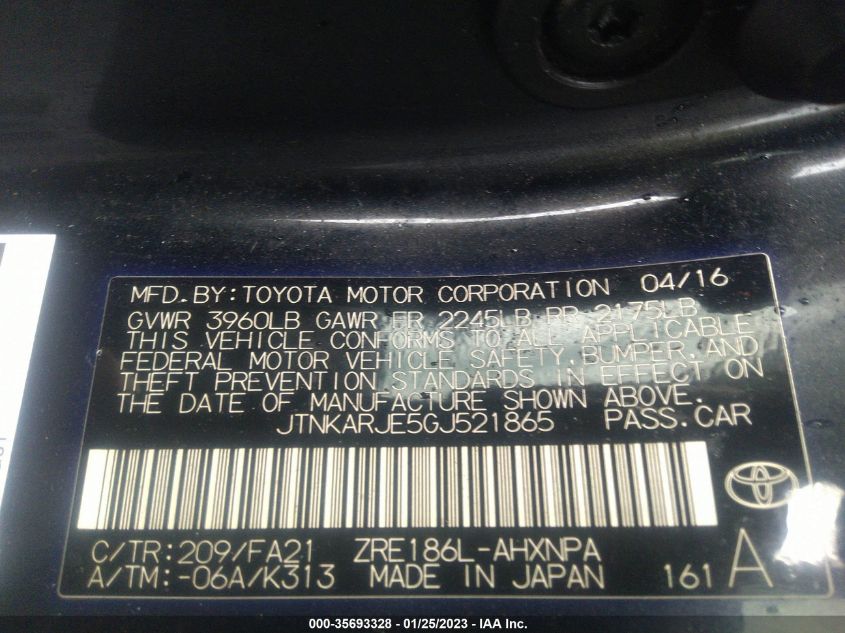 MFD. BY: TOYOTA MOTOR CORPORATION 04/16
GVWR 3960LB GAWR FR 2245LB RR 2175LB
THIS VEHICLE CONFORMS TO ALL APPLICABLE
FEDERAL MOTOR VEHICLE SAFETY, BUMPER, AND
THEFT PREVENTION STANDARDS IN EFFECT ON
THE DATE OF MANUFACTURE SHOWN ABOVE.
JTNKARJE5GJ521865 PASS. CAR
C/TR: 209/FA21 ZRE186L-AHXNPA
A/TM: -06A/K313 MADE IN JAPAN 161 A
000-35693328 - 01/25/2023 - IAA Inc.